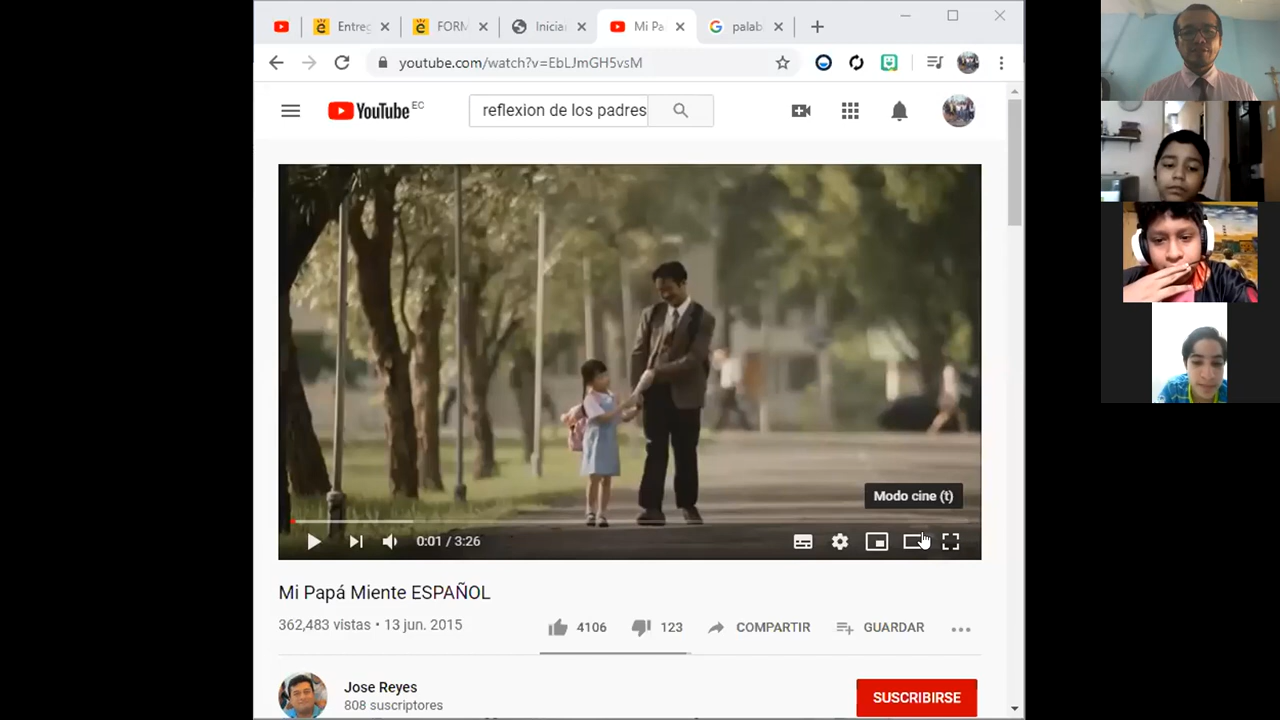 Entreg
FORM
Iniciar
Mi Pa
palab
youtube.com/watch?v=EbLJmGH5vsM
YouTube EC
reflexion de los padres
Modo cine (t)
0:01 / 3:26
Mi Papá Miente ESPAÑOL
362,483 vistas • 13 jun. 2015
4106
123
COMPARTIR
GUARDAR
Jose Reyes
808 suscriptores
SUSCRIBIRSE